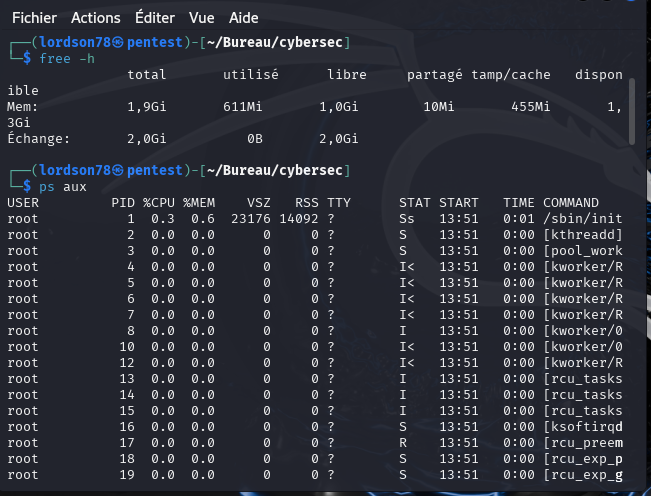 Fichier Actions Éditer Vue Aide
┌──(lordson78㉿pentest)-[~/Bureau/cybersec]
└─$ free -h
total utilisé libre partagé tamp/cache dispon
ible
Mem: 1,9Gi 611Mi 1,0Gi 10Mi 455Mi 1,
3Gi
Échange: 2,0Gi 0B 2,0Gi
┌──(lordson78㉿pentest)-[~/Bureau/cybersec]
└─$ ps aux
USER PID %CPU %MEM VSZ RSS TTY STAT START TIME COMMAND
root 1 0.3 0.6 23176 14092 ? Ss 13:51 0:01 /sbin/init
root 2 0.0 0.0 0 0 ? S 13:51 0:00 [kthreadd]
root 3 0.0 0.0 0 0 ? S 13:51 0:00 [pool_work
root 4 0.0 0.0 0 0 ? I< 13:51 0:00 [kworker/R
root 5 0.0 0.0 0 0 ? I< 13:51 0:00 [kworker/R
root 6 0.0 0.0 0 0 ? I< 13:51 0:00 [kworker/R
root 7 0.0 0.0 0 0 ? I< 13:51 0:00 [kworker/R
root 8 0.0 0.0 0 0 ? I 13:51 0:00 [kworker/0
root 10 0.0 0.0 0 0 ? I< 13:51 0:00 [kworker/0
root 12 0.0 0.0 0 0 ? I< 13:51 0:00 [kworker/R
root 13 0.0 0.0 0 0 ? I 13:51 0:00 [rcu_tasks
root 14 0.0 0.0 0 0 ? I 13:51 0:00 [rcu_tasks
root 15 0.0 0.0 0 0 ? I 13:51 0:00 [rcu_tasks
root 16 0.0 0.0 0 0 ? S 13:51 0:00 [ksoftirqd
root 17 0.0 0.0 0 0 ? R 13:51 0:00 [rcu_preem
root 18 0.0 0.0 0 0 ? S 13:51 0:00 [rcu_exp_p
root 19 0.0 0.0 0 0 ? S 13:51 0:00 [rcu_exp_g